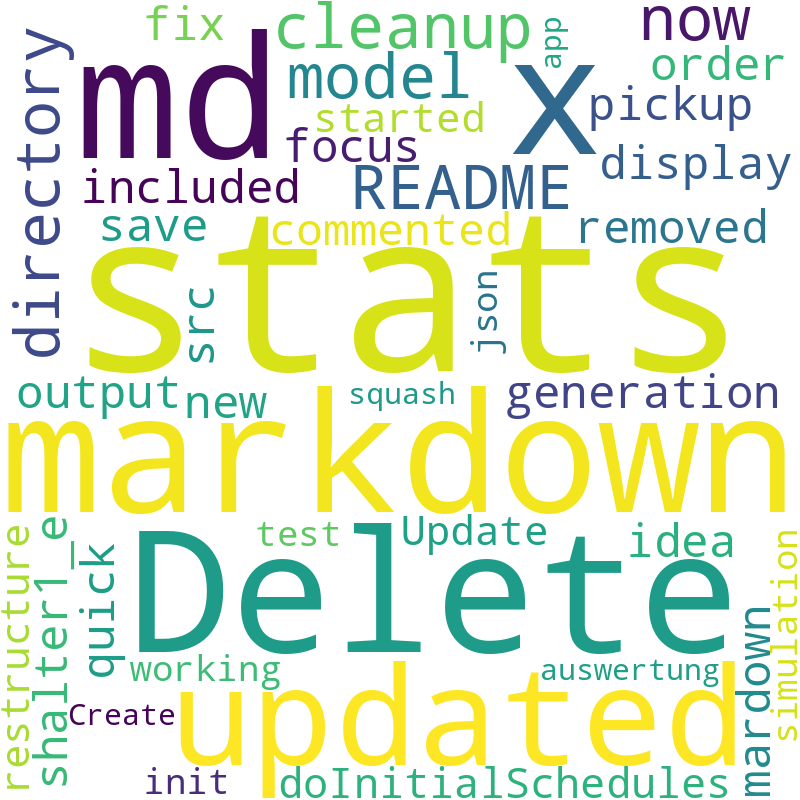 fix
cleanup
app
now
md
model
x
order
directory
started
pickup
focus
display
included
README
save
commented
removed
stats
src
json
output
new
squash
generation
markdown
restructure
shalter1_e
quick
test
Update
idea
simulation
Delete
mardown
working
auswertung
updated
Create
init
doInitialSchedules